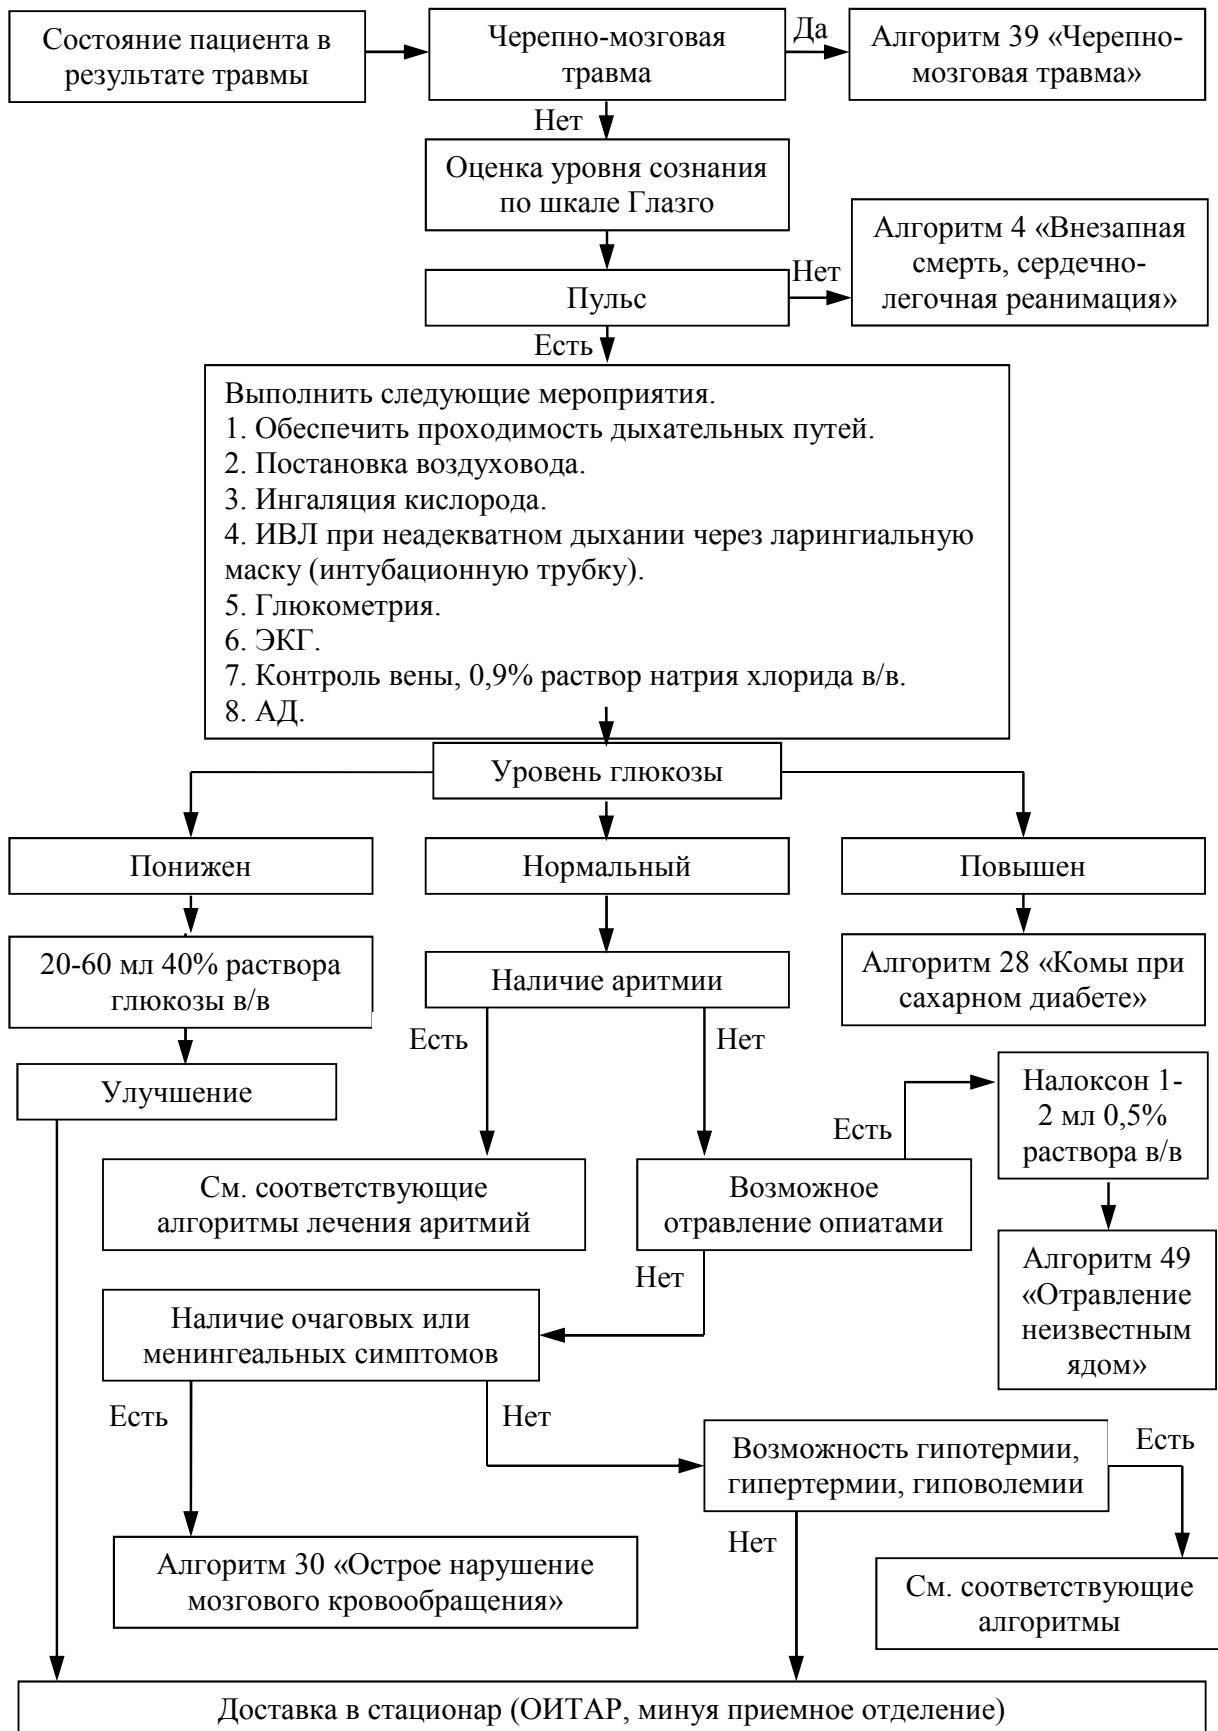 Состояние пациента в
результате травмы
Черепно-мозговая
травма
Да
Алгоритм 39 «Черепно-
мозговая травма»
Нет
Оценка уровня сознания
по шкале Глазго
Алгоритм 4 «Внезапная
смерть, сердечно-
легочная реанимация»
Пульс
Нет
Есть
Выполнить следующие мероприятия.
1. Обеспечить проходимость дыхательных путей.
2. Постановка воздуховода.
3. Ингаляция кислорода.
4. ИВЛ при неадекватном дыхании через ларингиальную
маску (интубационную трубку).
5. Глюкометрия.
6. ЭКГ.
7. Контроль вены, 0,9% раствор натрия хлорида в/в.
8. АД.
Уровень глюкозы
Понижен
Нормальный
Повышен
20-60 мл 40% раствора
глюкозы в/в
Наличие аритмии
Алгоритм 28 «Комы при
сахарном диабете»
Есть
Нет
Улучшение
Налоксон 1-
2 мл 0,5%
раствора в/в
Есть
См. соответствующие
алгоритмы лечения аритмий
Возможное
отравление опиатами
Нет
Алгоритм 49
«Отравление
неизвестным
ядом»
Наличие очаговых или
менингеальных симптомов
Есть
Нет
Возможность гипотермии,
гипертермии, гиповолемии
Есть
Нет
Алгоритм 30 «Острое нарушение
мозгового кровообращения»
См. соответствующие
алгоритмы
Доставка в стационар (ОИТАР, минуя приемное отделение)